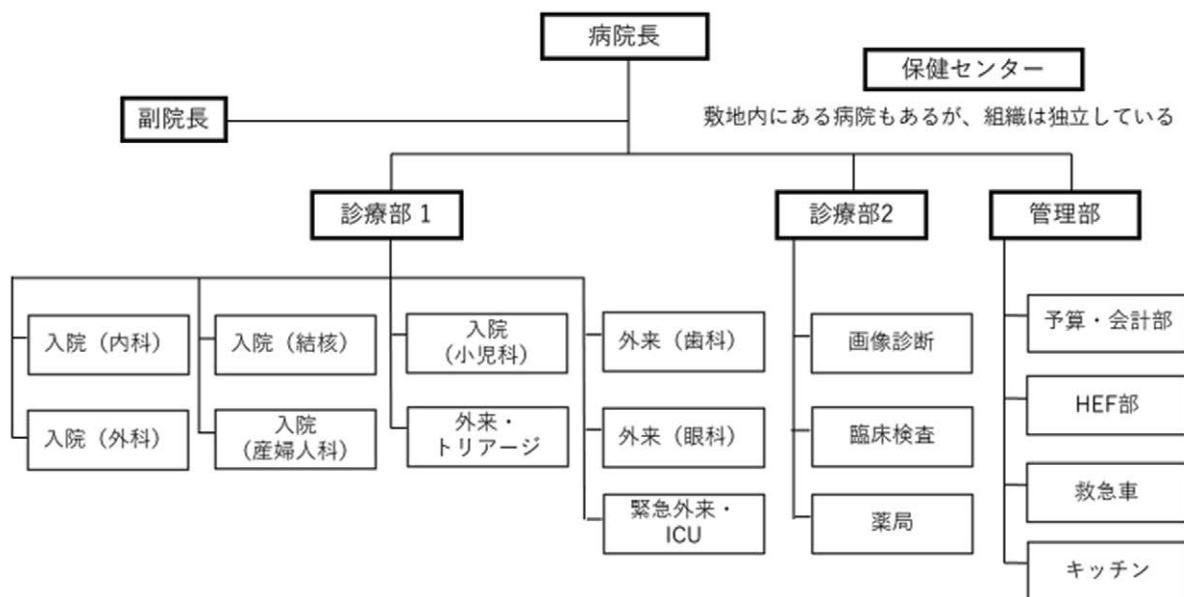 病院長
保健センター
副院長
敷地内にある病院もあるが、組織は独立している
診療部 1
診療部2
管理部
入院（内科）
入院（結核）
入院
（小児科）
外来（歯科）
画像診断
予算・会計部
入院（外科）
入院
（産婦人科）
外来・
トリアージ
外来（眼科）
臨床検査
HEF部
緊急外来・
ICU
薬局
救急車
キッチン